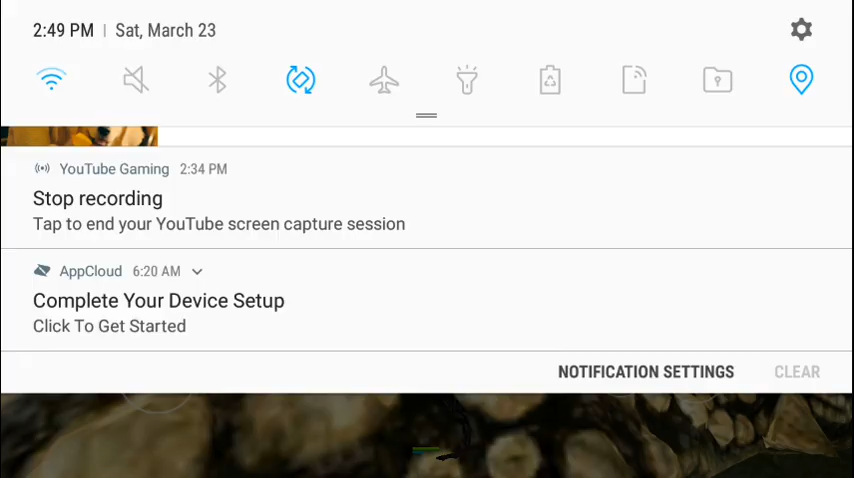 2:49 PM | Sat, March 23
YouTube Gaming 2:34 PM
Stop recording
Tap to end your YouTube screen capture session
AppCloud 6:20 AM
Complete Your Device Setup
Click To Get Started
NOTIFICATION SETTINGS CLEAR